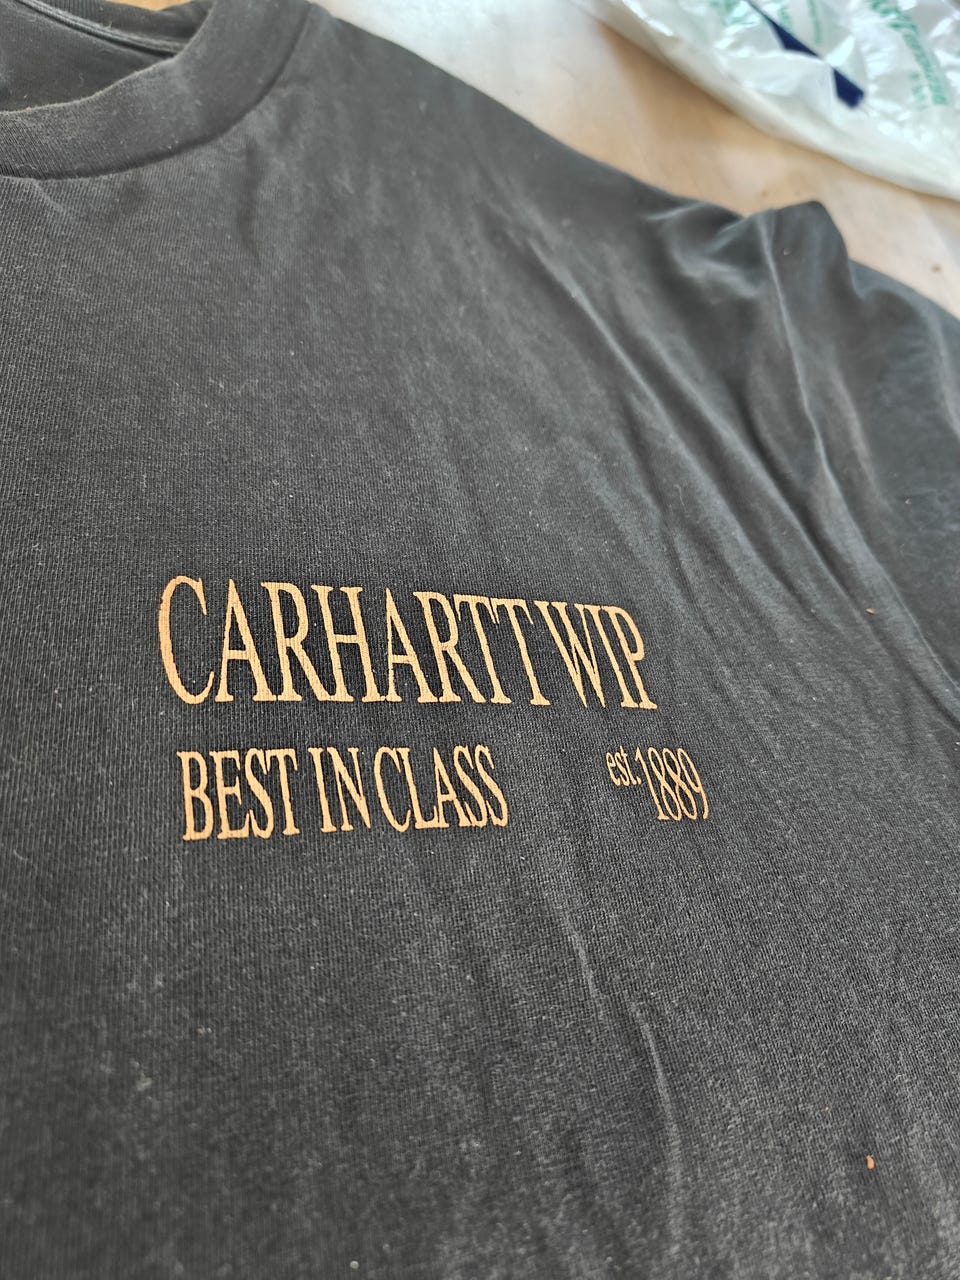 CARHARTT WIP
BEST IN CLASS est. 1889